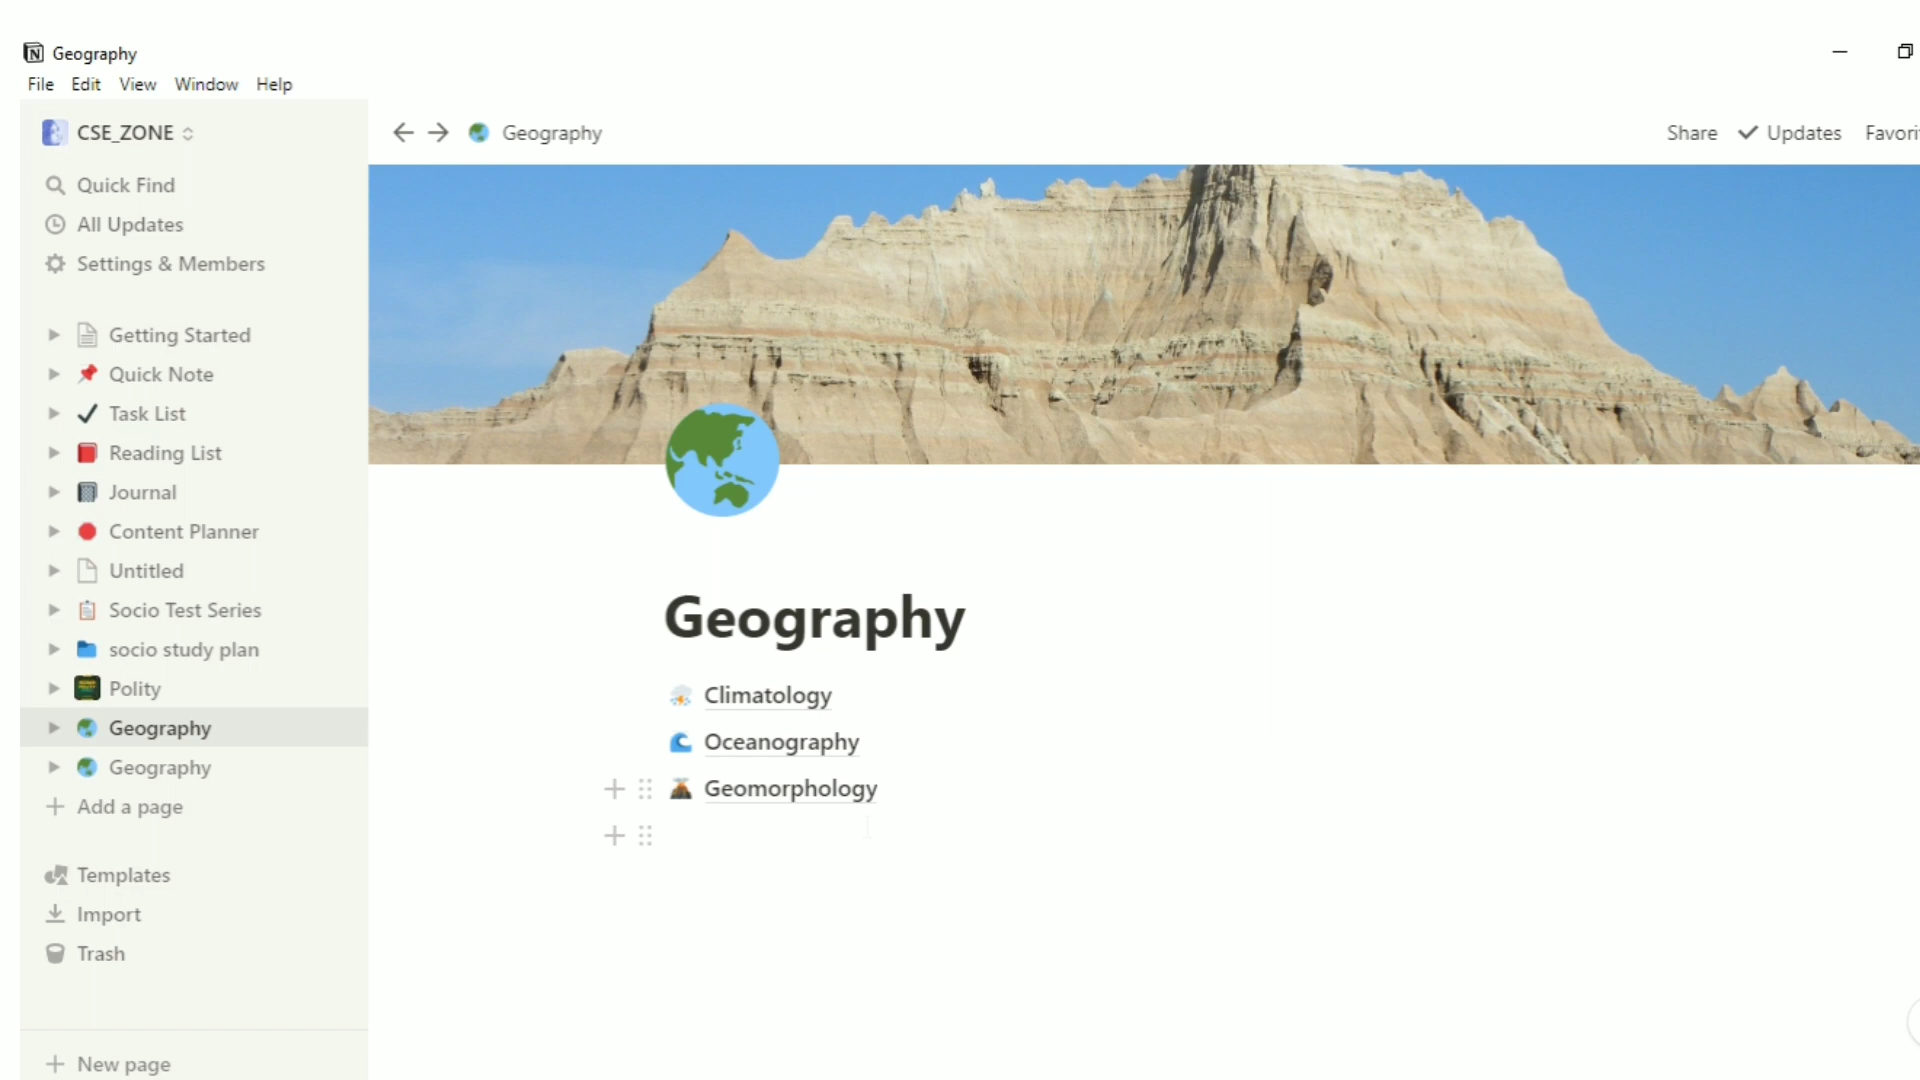 Geography
File Edit View Window Help
CSE_ZONE
Geography
Share Updates
Quick Find
All Updates
Settings & Members
Getting Started
Quick Note
Task List
Reading List
Journal
Content Planner
Untitled
Socio Test Series
socio study plan
Polity
Geography
Geography
Add a page
Templates
Import
Trash
New page
Geography
Climatology
Oceanography
Geomorphology